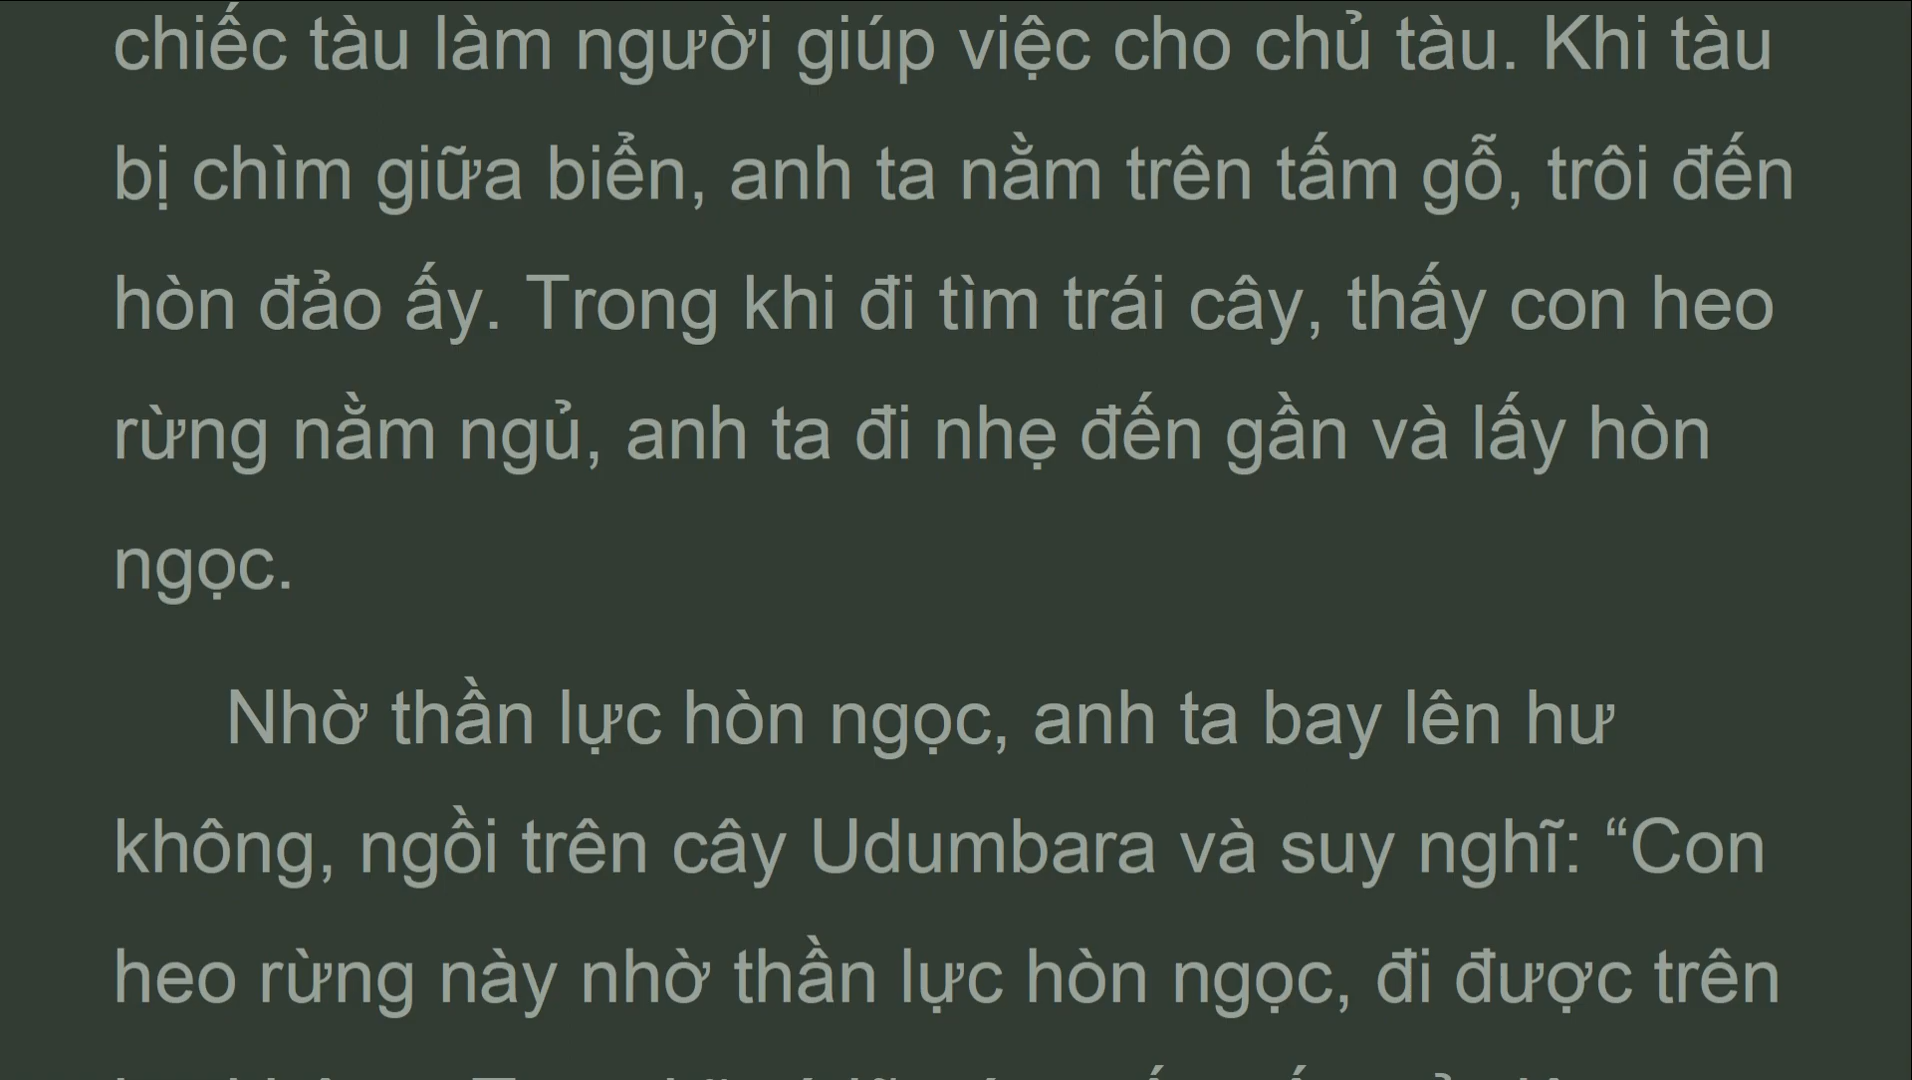 chiếc tàu làm người giúp việc cho chủ tàu. Khi tàu
bị chìm giữa biển, anh ta nằm trên tấm gỗ, trôi đến
hòn đảo ấy. Trong khi đi tìm trái cây, thấy con heo
rừng nằm ngủ, anh ta đi nhẹ đến gần và lấy hòn
ngọc.
Nhờ thần lực hòn ngọc, anh ta bay lên hư
không, ngồi trên cây Udumbara và suy nghĩ: “Con
heo rừng này nhờ thần lực hòn ngọc, đi được trên